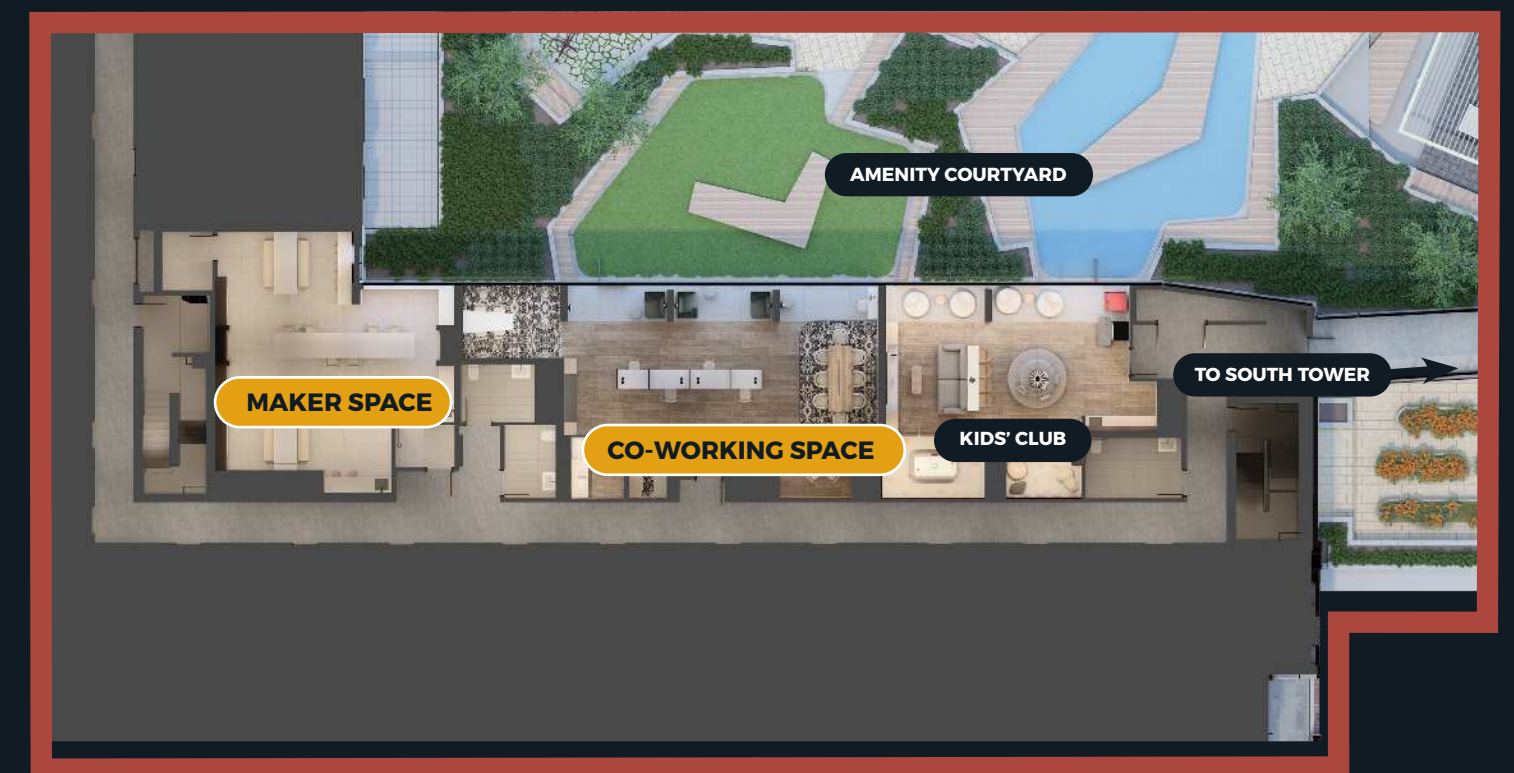 AMENITY COURTYARD
TO SOUTH TOWER
MAKER SPACE
CO-WORKING SPACE
KIDS’ CLUB